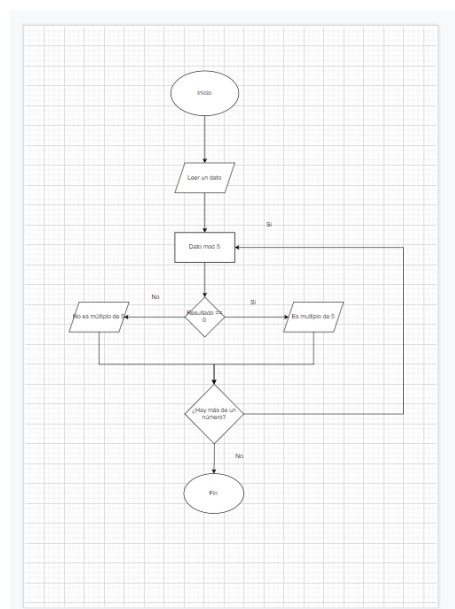 Inicio
Leer un dato
Si
Dato mod 5
No
Si
No es múltiplo de 5
Resultado ==
0
Es multiplo de 5
¿Hay más de un
número?
No
Fin